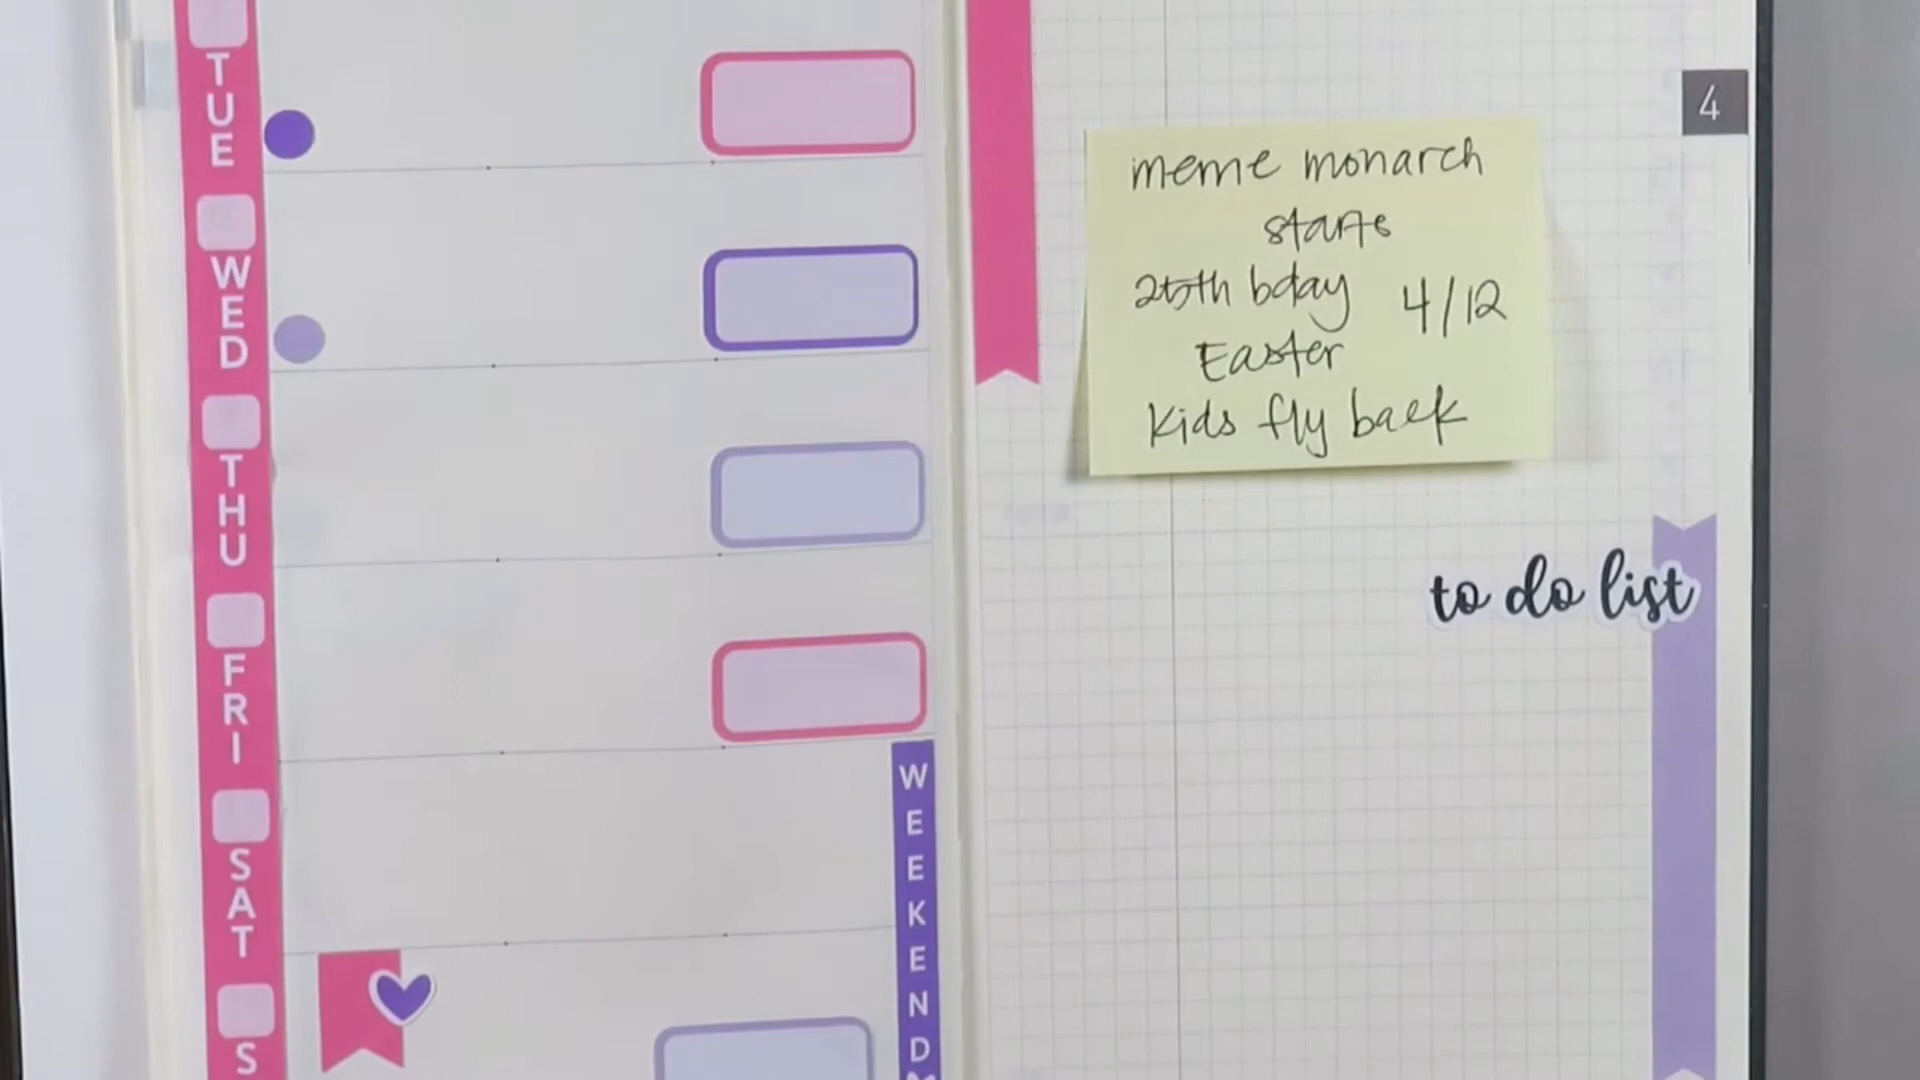 TUE
WED
THU
FRI
SAT
S
WEEKEND
4
meme monarch
starts
25th bday 4/12
Easter
Kids fly back
to do list